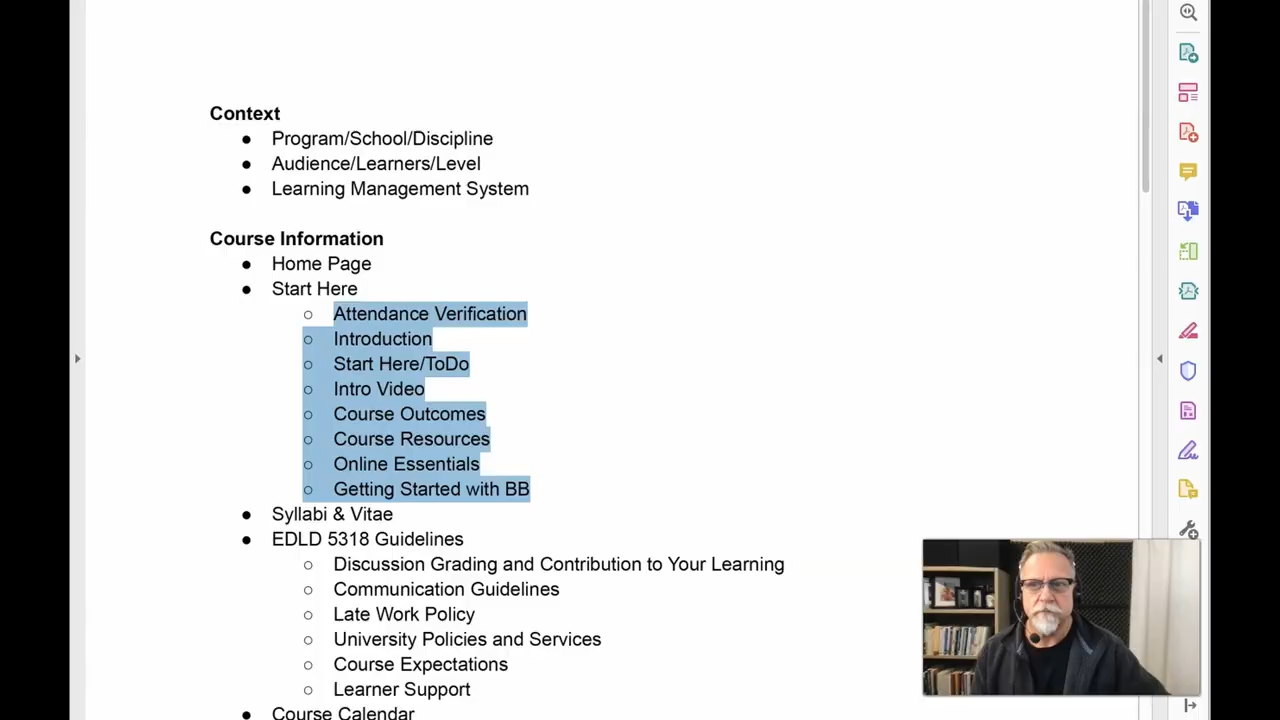 Context
● Program/School/Discipline
● Audience/Learners/Level
● Learning Management System
Course Information
● Home Page
● Start Here
○ Attendance Verification
○ Introduction
○ Start Here/ToDo
○ Intro Video
○ Course Outcomes
○ Course Resources
○ Online Essentials
○ Getting Started with BB
● Syllabi & Vitae
● EDLD 5318 Guidelines
○ Discussion Grading and Contribution to Your Learning
○ Communication Guidelines
○ Late Work Policy
○ University Policies and Services
○ Course Expectations
○ Learner Support
● Course Calendar